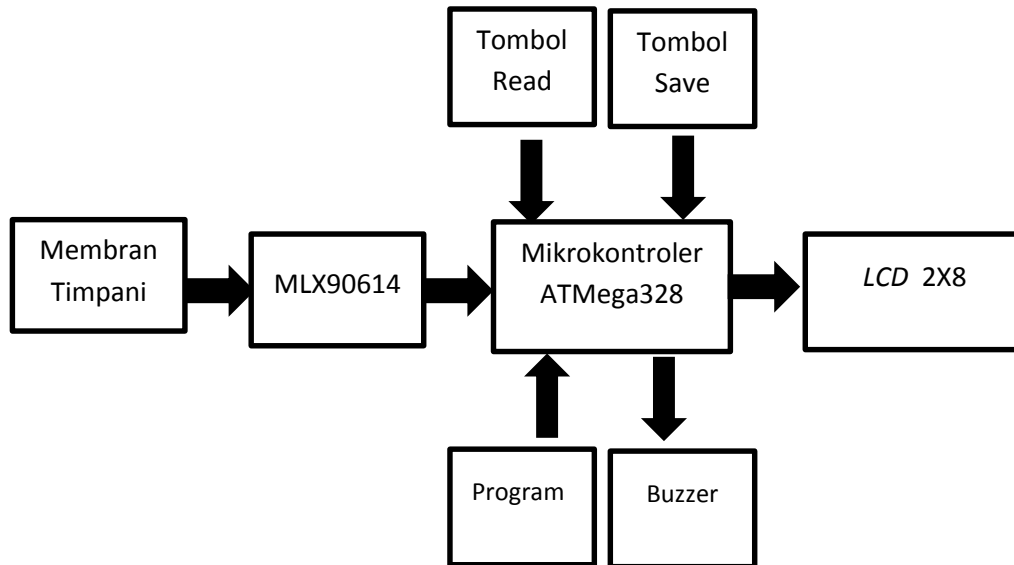 Tombol
Read
Tombol
Save
Membran
Timpani
MLX90614
Mikrokontroler
ATMega328
LCD 2X8
Program
Buzzer